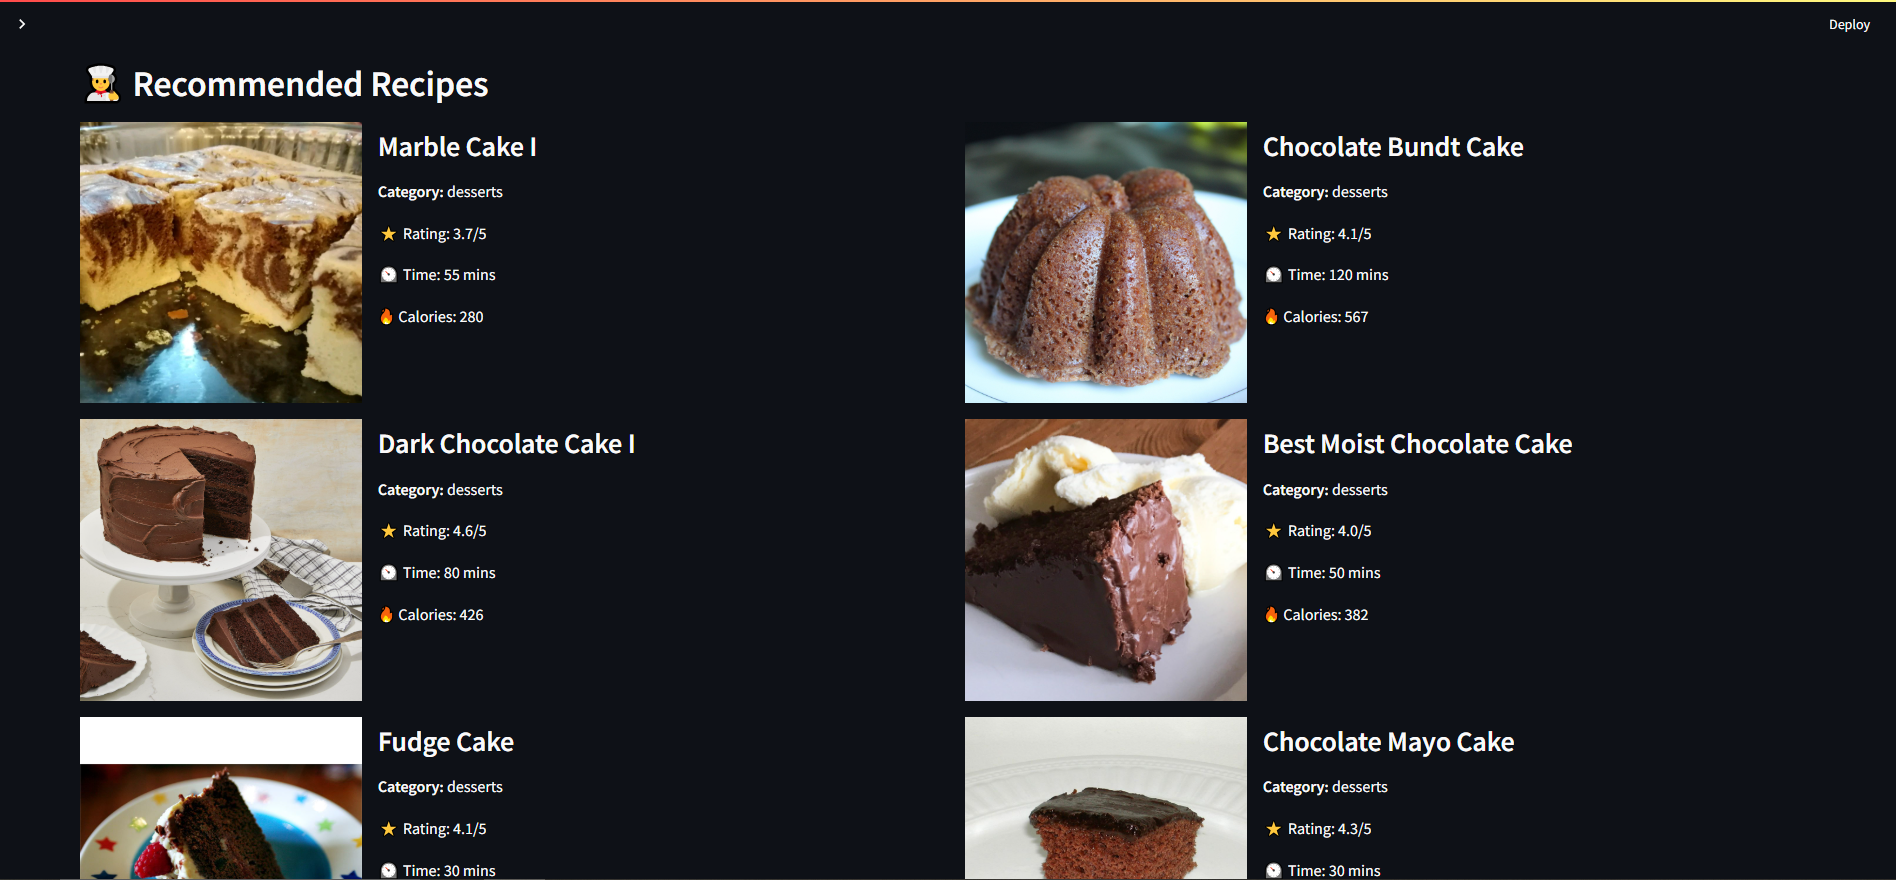 Deploy
Recommended Recipes
Marble Cake I
Category: desserts
Rating: 3.7/5
Time: 55 mins
Calories: 280
Chocolate Bundt Cake
Category: desserts
Rating: 4.1/5
Time: 120 mins
Calories: 567
Dark Chocolate Cake I
Category: desserts
Rating: 4.6/5
Time: 80 mins
Calories: 426
Best Moist Chocolate Cake
Category: desserts
Rating: 4.0/5
Time: 50 mins
Calories: 382
Fudge Cake
Category: desserts
Rating: 4.1/5
Time: 30 mins
Chocolate Mayo Cake
Category: desserts
Rating: 4.3/5
Time: 30 mins